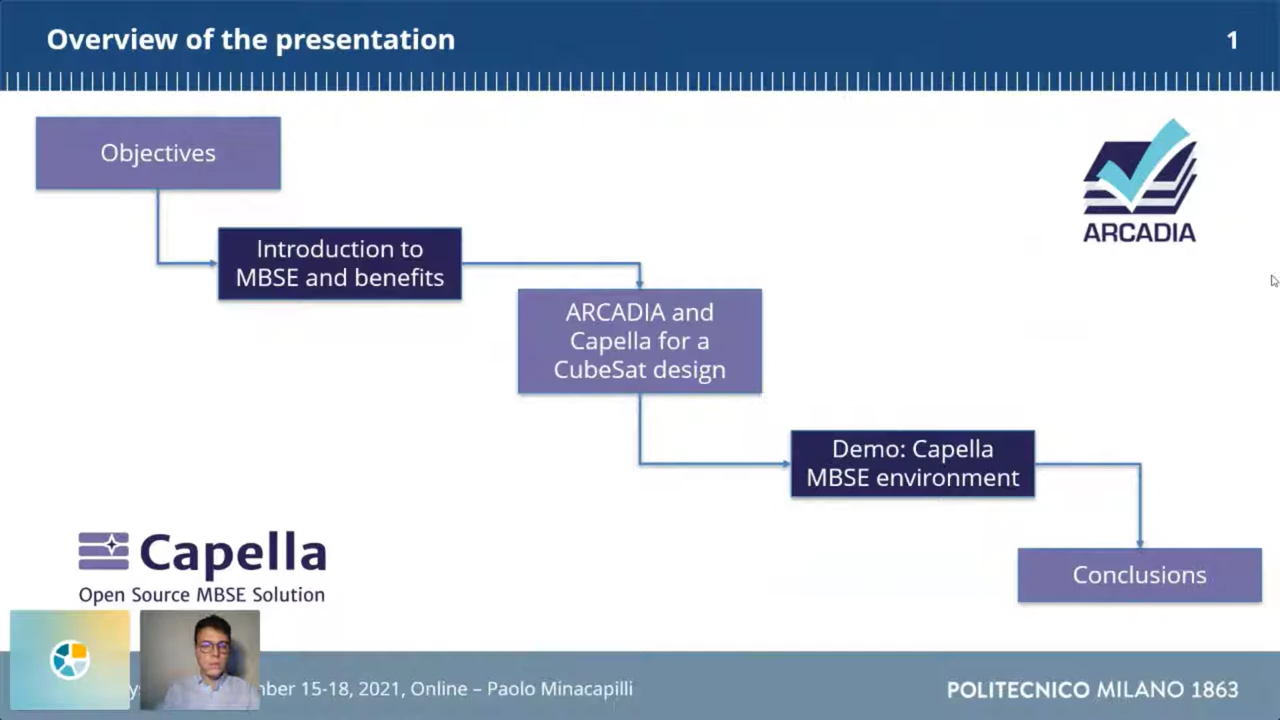 Overview of the presentation
1
Objectives
Introduction to
MBSE and benefits
ARCADIA and
Capella for a
CubeSat design
Demo: Capella
MBSE environment
Conclusions
ARCADIA
Capella
Open Source MBSE Solution
15-18, 2021, Online – Paolo Minacapilli
POLITECNICO MILANO 1863